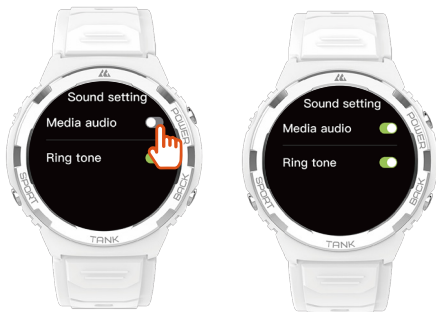 Sound setting
Media audio
Ring tone
POWER
SPORT
BACK
TANK
Sound setting
Media audio
Ring tone
POWER
SPORT
BACK
TANK